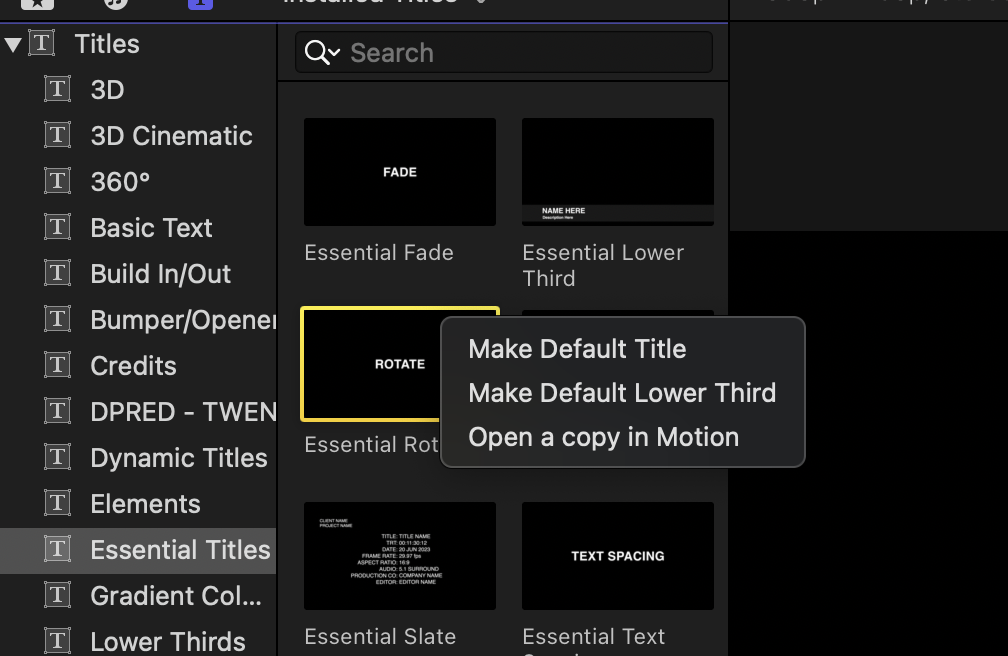 Installed Titles
Titles
3D
3D Cinematic
360°
Basic Text
Build In/Out
Bumper/Opener
Credits
DPRED - TWEN
Dynamic Titles
Elements
Essential Titles
Gradient Col...
Lower Thirds
Search
FADE
Essential Fade
NAME HERE
Description Here
Essential Lower
Third
ROTATE
Essential Rot
Make Default Title
Make Default Lower Third
Open a copy in Motion
CLIENT NAME
PROJECT NAME
TITLE: TITLE NAME
TRT: 00:11:30:12
DATE: 20 JUN 2023
FRAME RATE: 29.97 fps
ASPECT RATIO: 16:9
AUDIO: 5.1 SURROUND
PRODUCTION CO: COMPANY NAME
EDITOR: EDITOR NAME
Essential Slate
TEXT SPACING
Essential Text